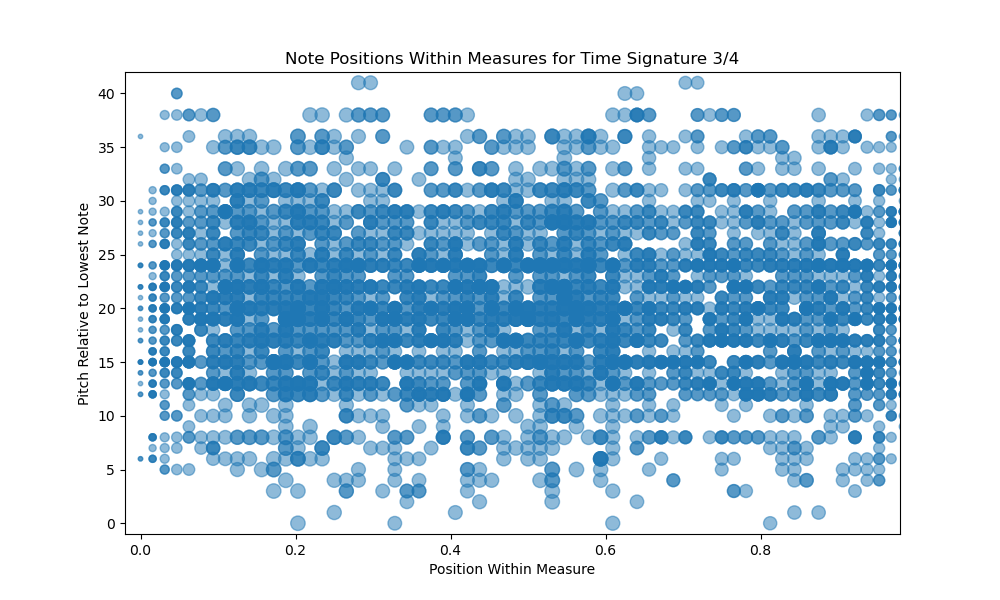 Note Positions Within Measures for Time Signature 3/4
40
35
30
25
20
15
10
5
0
Pitch Relative to Lowest Note
0.0 0.2 0.4 0.6 0.8
Position Within Measure